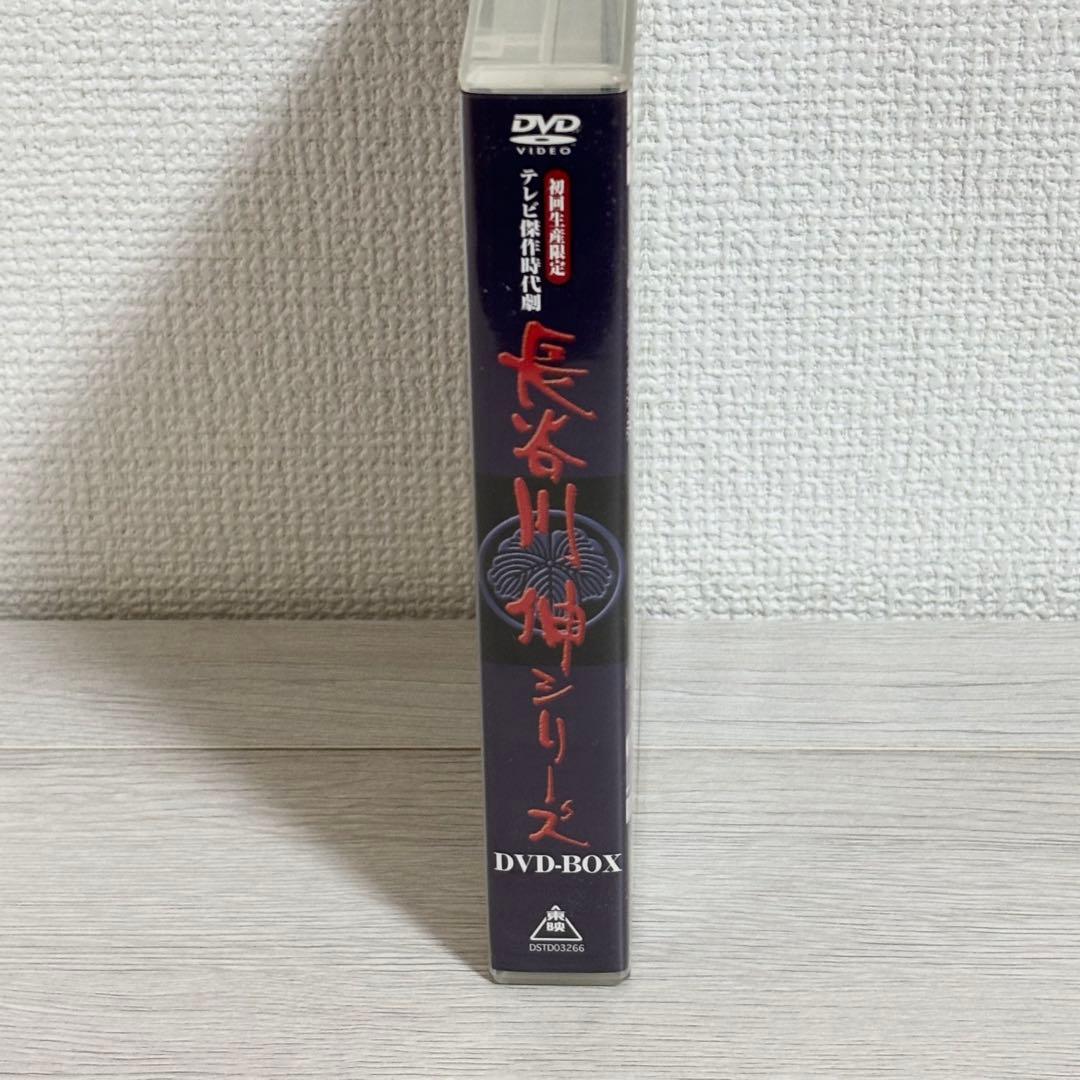 DVD
VIDEO
初回生産限定
テレビ傑作時代劇
長谷川伸シリーズ
DVD-BOX
東映
DSTD03266